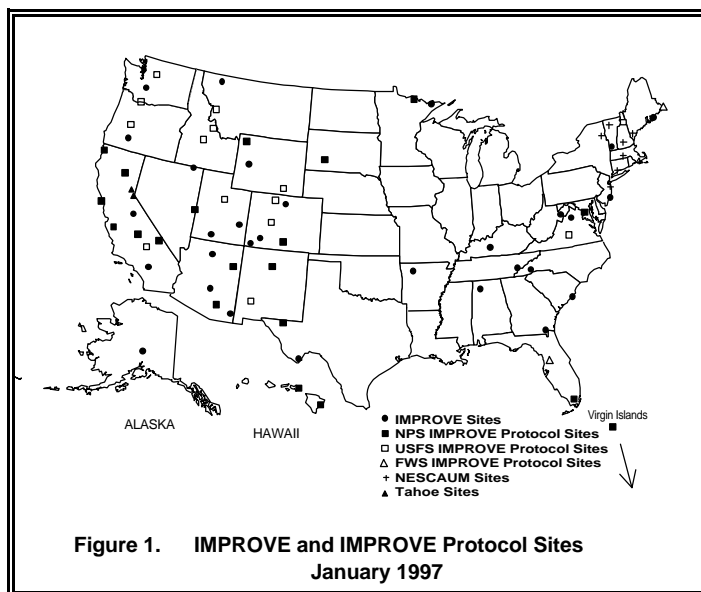 Virgin Islands
ALASKA
HAWAII
IMPROVE Sites
NPS IMPROVE Protocol Sites
USFS IMPROVE Protocol Sites
FWS IMPROVE Protocol Sites
NESCAUM Sites
Tahoe Sites
Figure 1. IMPROVE and IMPROVE Protocol Sites
January 1997